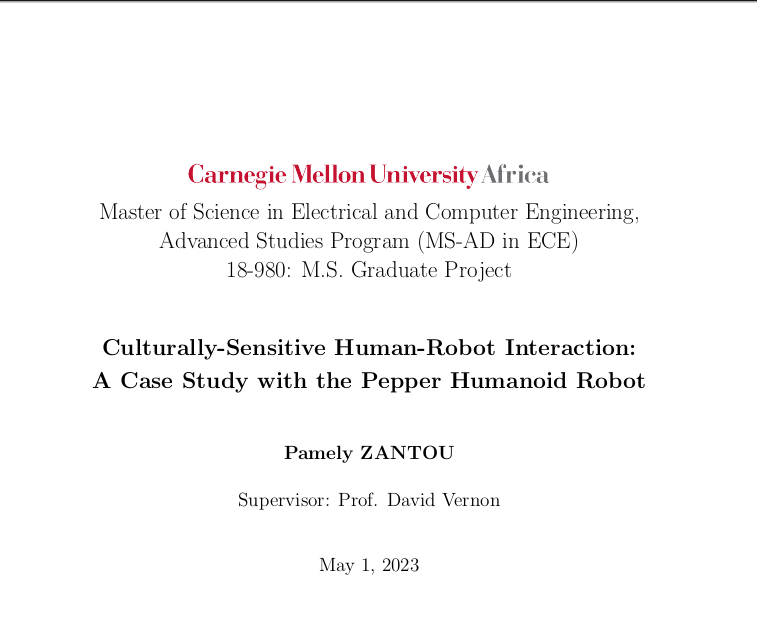 Carnegie Mellon University Africa
Master of Science in Electrical and Computer Engineering,
Advanced Studies Program (MS-AD in ECE)
18-980: M.S. Graduate Project
Culturally-Sensitive Human-Robot Interaction:
A Case Study with the Pepper Humanoid Robot
Pamely ZANTOU
Supervisor: Prof. David Vernon
May 1, 2023